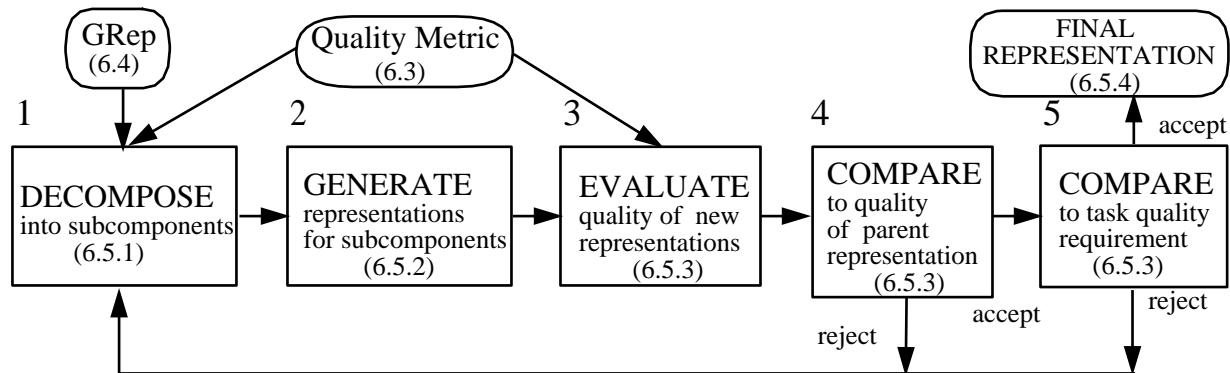 GRep
(6.4)
Quality Metric
(6.3)
FINAL
REPRESENTATION
(6.5.4)
1
2
3
4
5
accept
DECOMPOSE
into subcomponents
(6.5.1)
GENERATE
representations
for subcomponents
(6.5.2)
EVALUATE
quality of new
representations
(6.5.3)
COMPARE
to quality
of parent
representation
(6.5.3)
COMPARE
to task quality
requirement
(6.5.3)
reject
accept
reject